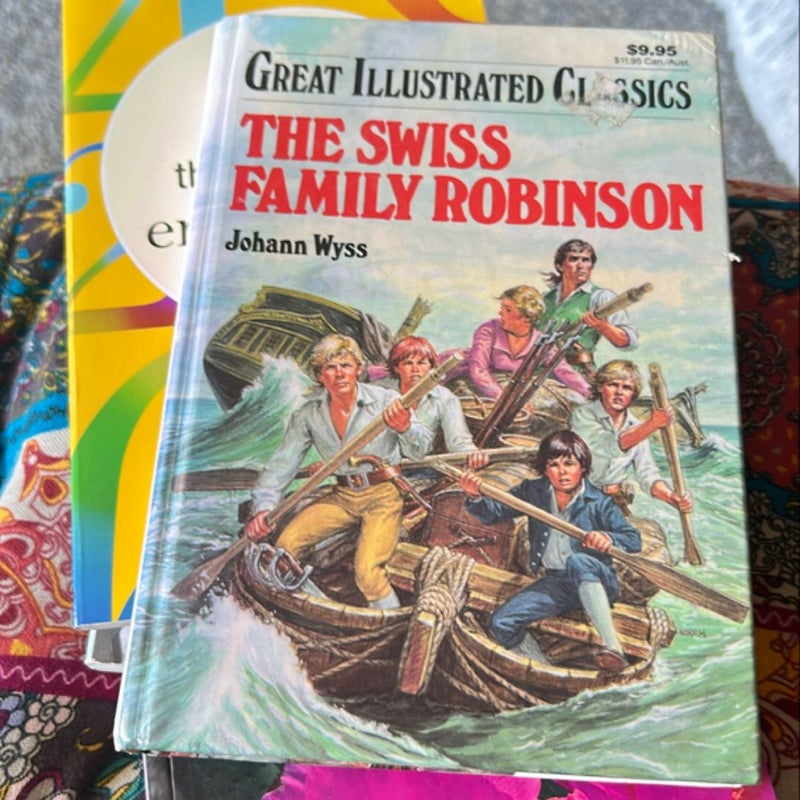 $9.95
$11.95 Can./Aust.
GREAT ILLUSTRATED CLASSICS
THE SWISS
FAMILY ROBINSON
Johann Wyss